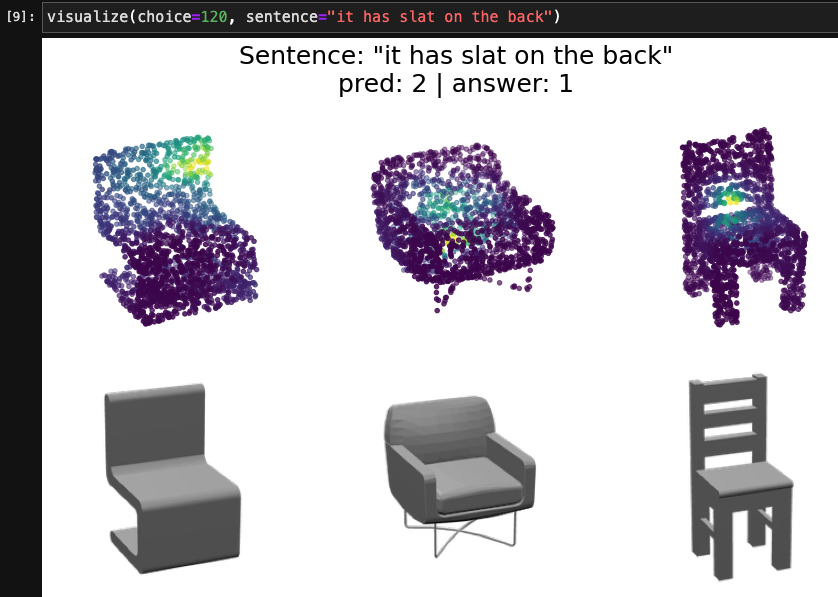 [9]: visualize(choice=120, sentence="it has slat on the back")
Sentence: "it has slat on the back"
pred: 2 | answer: 1